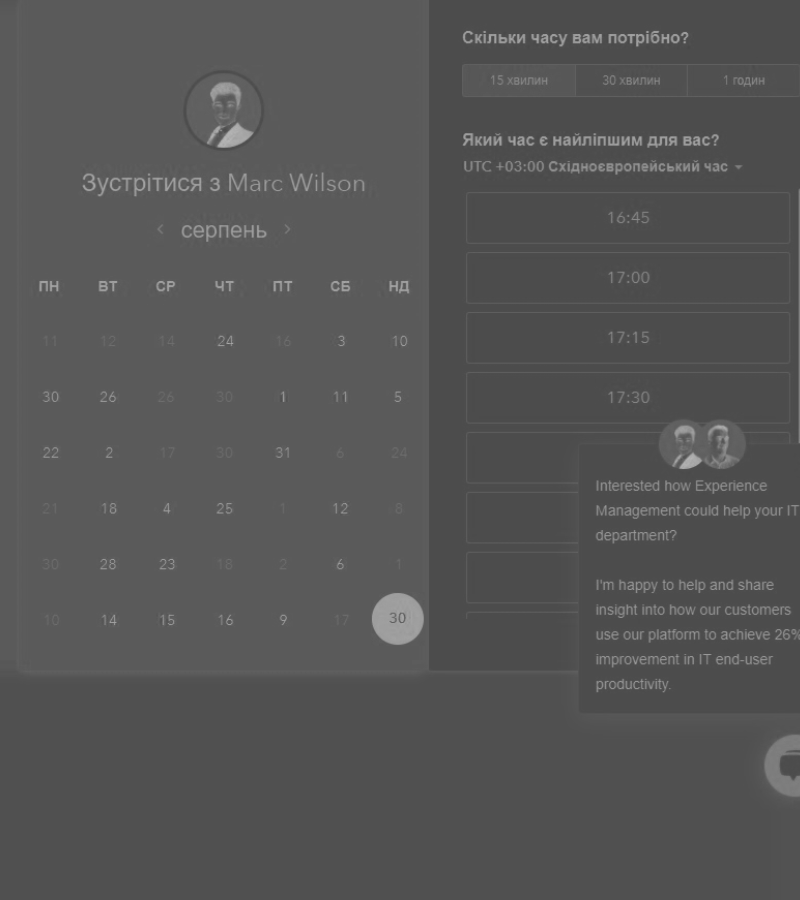 Зустрітися з Marc Wilson
серпень
ПН ВТ СР ЧТ ПТ СБ НД
11 12 14 24 16 3 10
30 26 26 30 1 11 5
22 2 17 30 31 6 24
21 18 4 25 1 12 8
30 28 23 18 2 6 1
10 14 15 16 9 17 30
Скільки часу вам потрібно?
15 хвилин 30 хвилин 1 годин
Який час є найліпшим для вас?
UTC +03:00 Східноєвропейський час
16:45
17:00
17:15
17:30
Interested how Experience
Management could help your IT
department?
I'm happy to help and share
insight into how our customers
use our platform to achieve 26%
improvement in IT end-user
productivity.